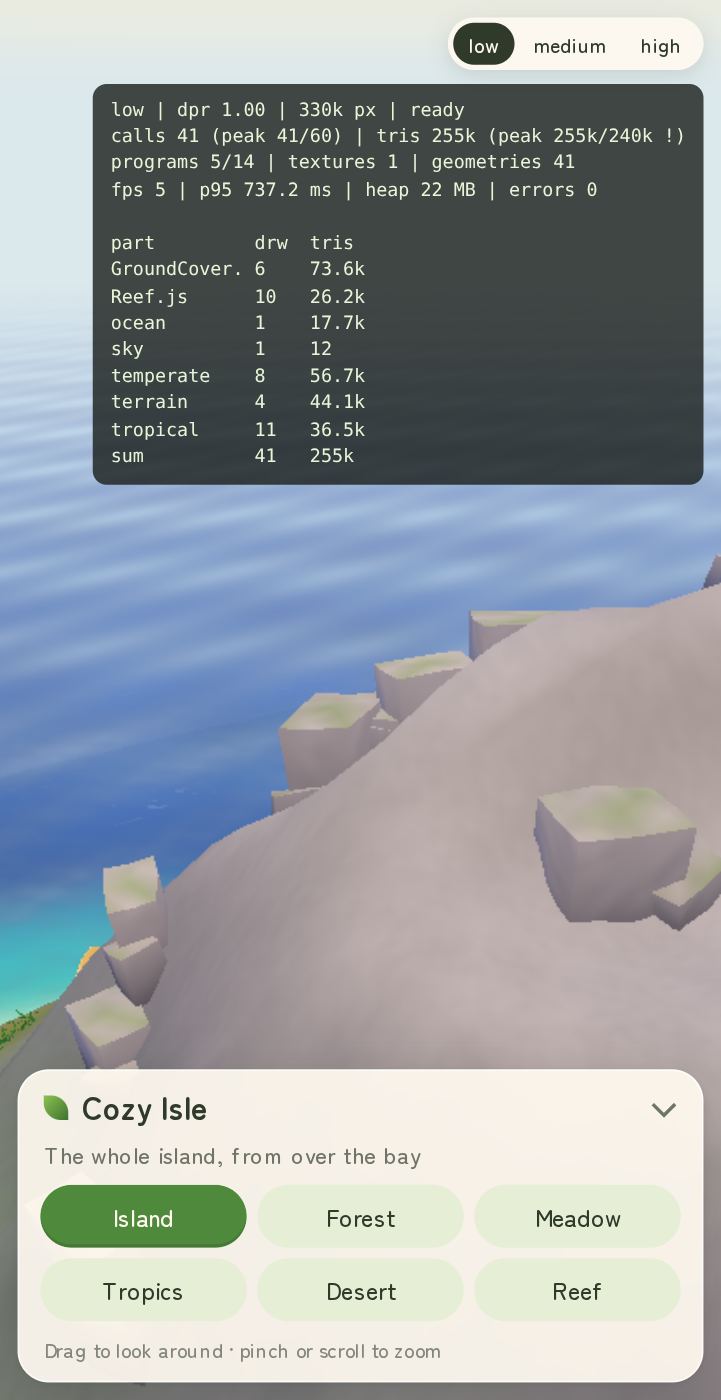 low medium high
low | dpr 1.00 | 330k px | ready
calls 41 (peak 41/60) | tris 255k (peak 255k/240k !)
programs 5/14 | textures 1 | geometries 41
fps 5 | p95 737.2 ms | heap 22 MB | errors 0
part drw tris
GroundCover. 6 73.6k
Reef.js 10 26.2k
ocean 1 17.7k
sky 1 12
temperate 8 56.7k
terrain 4 44.1k
tropical 11 36.5k
sum 41 255k
Cozy Isle
The whole island, from over the bay
Island Forest Meadow
Tropics Desert Reef
Drag to look around · pinch or scroll to zoom